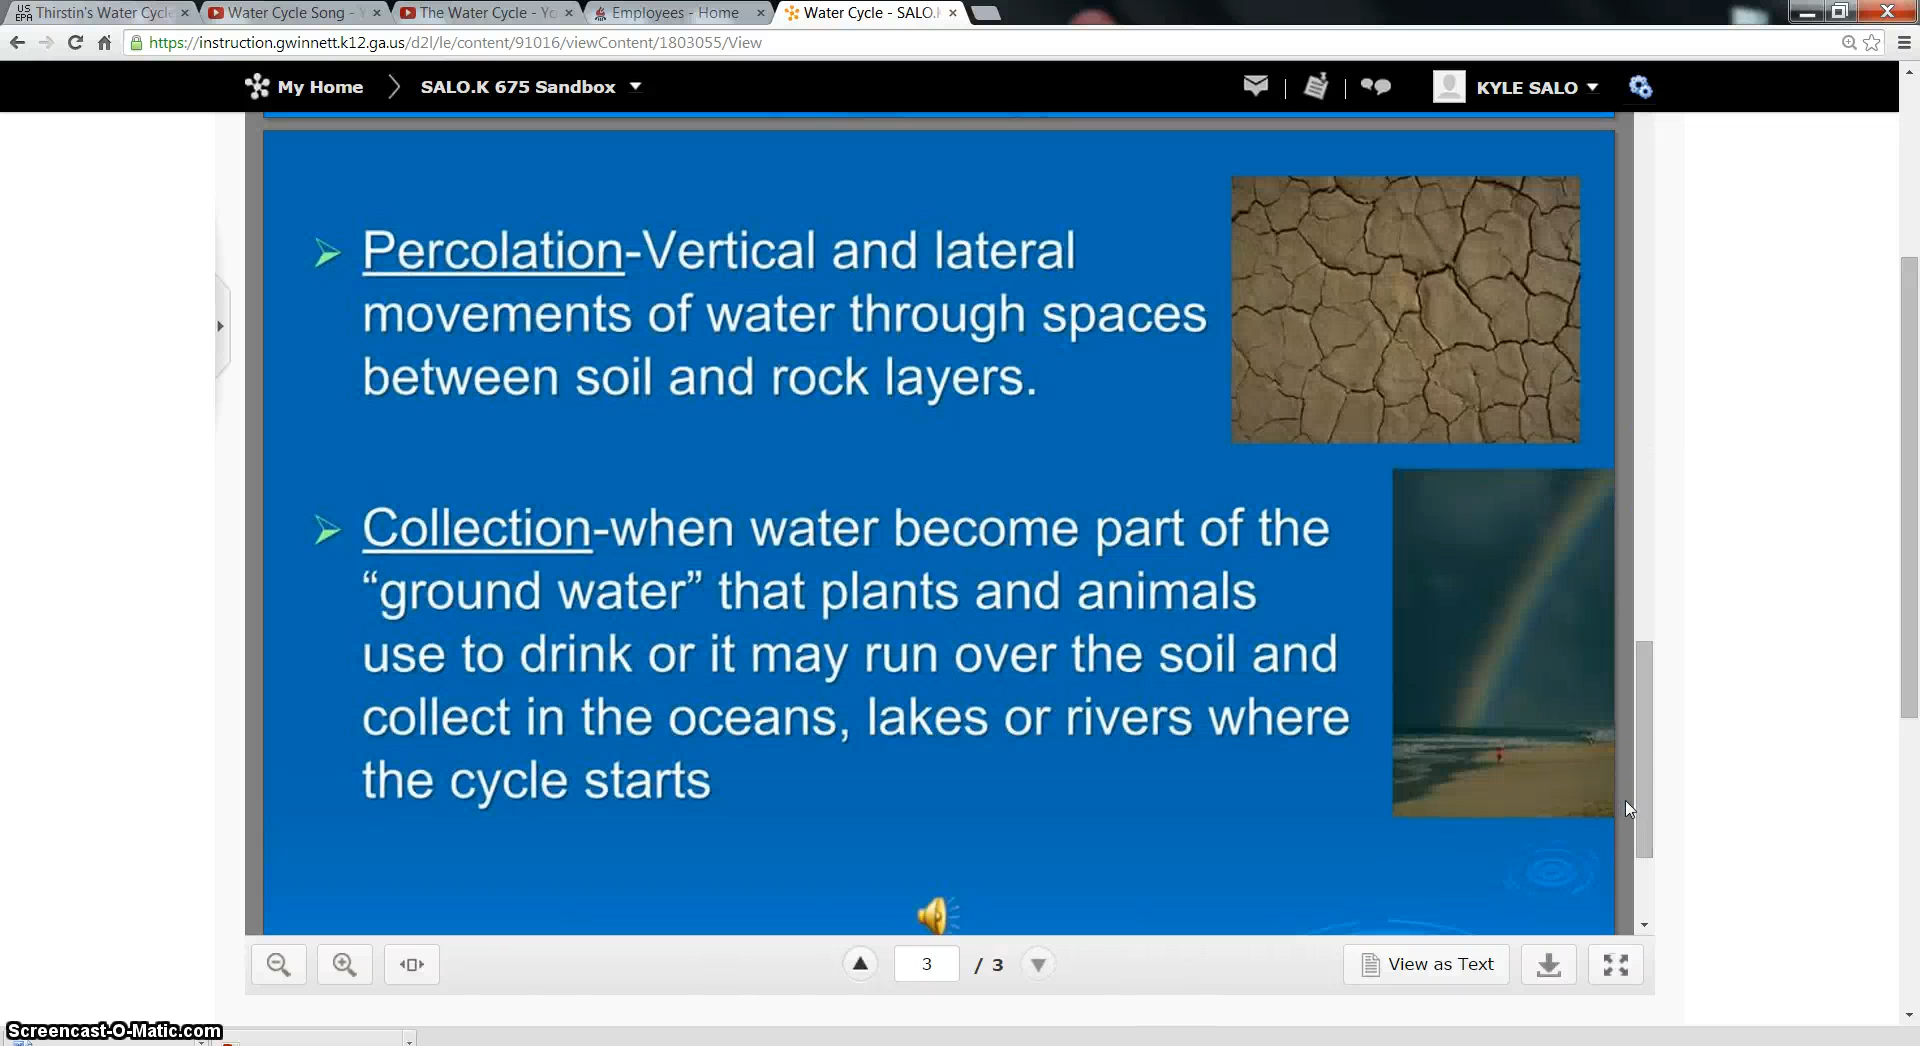 US EPA Thirstin's Water Cycle Water Cycle Song - Y The Water Cycle - Yo Employees - Home Water Cycle - SALO.K
https://instruction.gwinnett.k12.ga.us/d2l/le/content/91016/viewContent/1803055/View
My Home SALO.K 675 Sandbox KYLE SALO
Percolation-Vertical and lateral
movements of water through spaces
between soil and rock layers.
Collection-when water become part of the
“ground water” that plants and animals
use to drink or it may run over the soil and
collect in the oceans, lakes or rivers where
the cycle starts
3 / 3 View as Text
Screencast-O-Matic.com